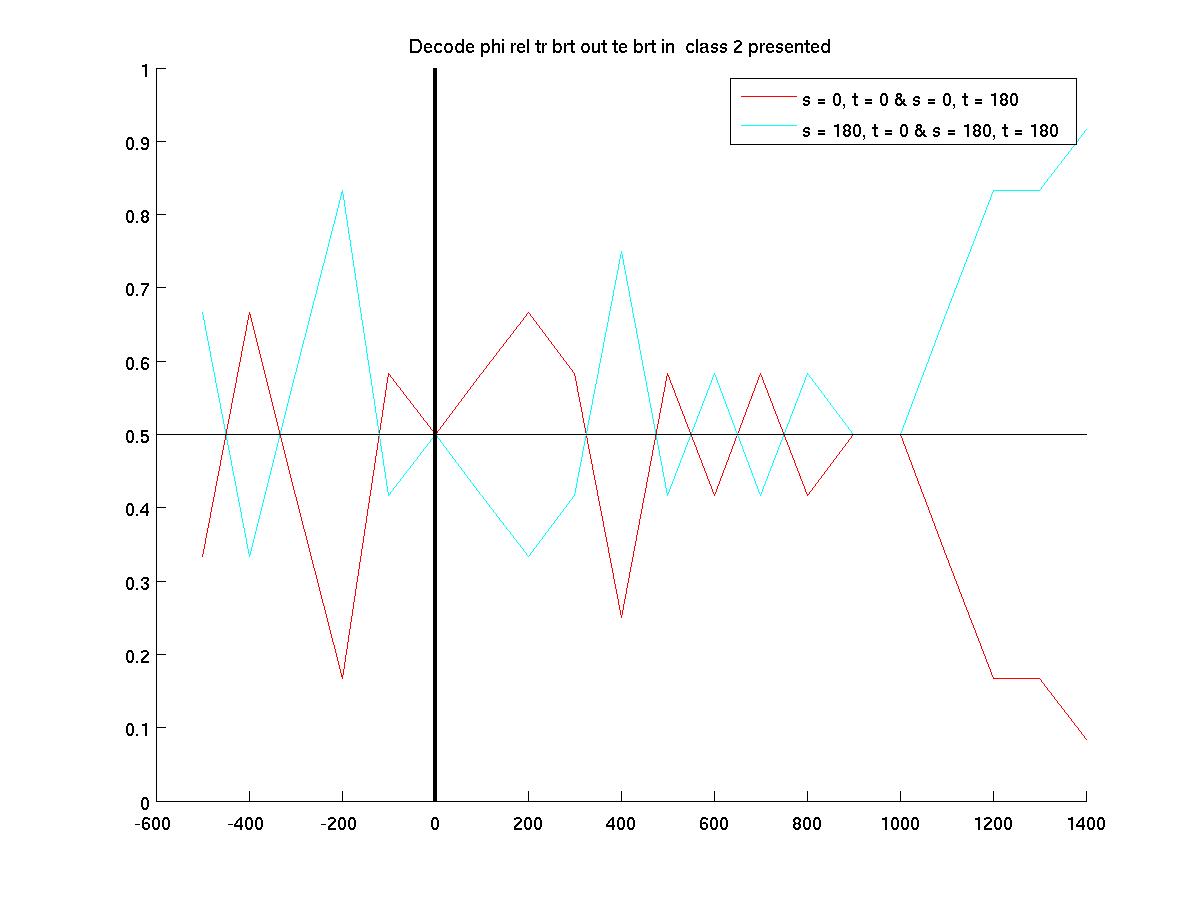 Decode phi rel tr brt out te brt in  class 2 presented
s = 0, t = 0 & s = 0, t = 180
s = 180, t = 0 & s = 180, t = 180
1
0.9
0.8
0.7
0.6
0.5
0.4
0.3
0.2
0.1
0
-600 -400 -200 0 200 400 600 800 1000 1200 1400